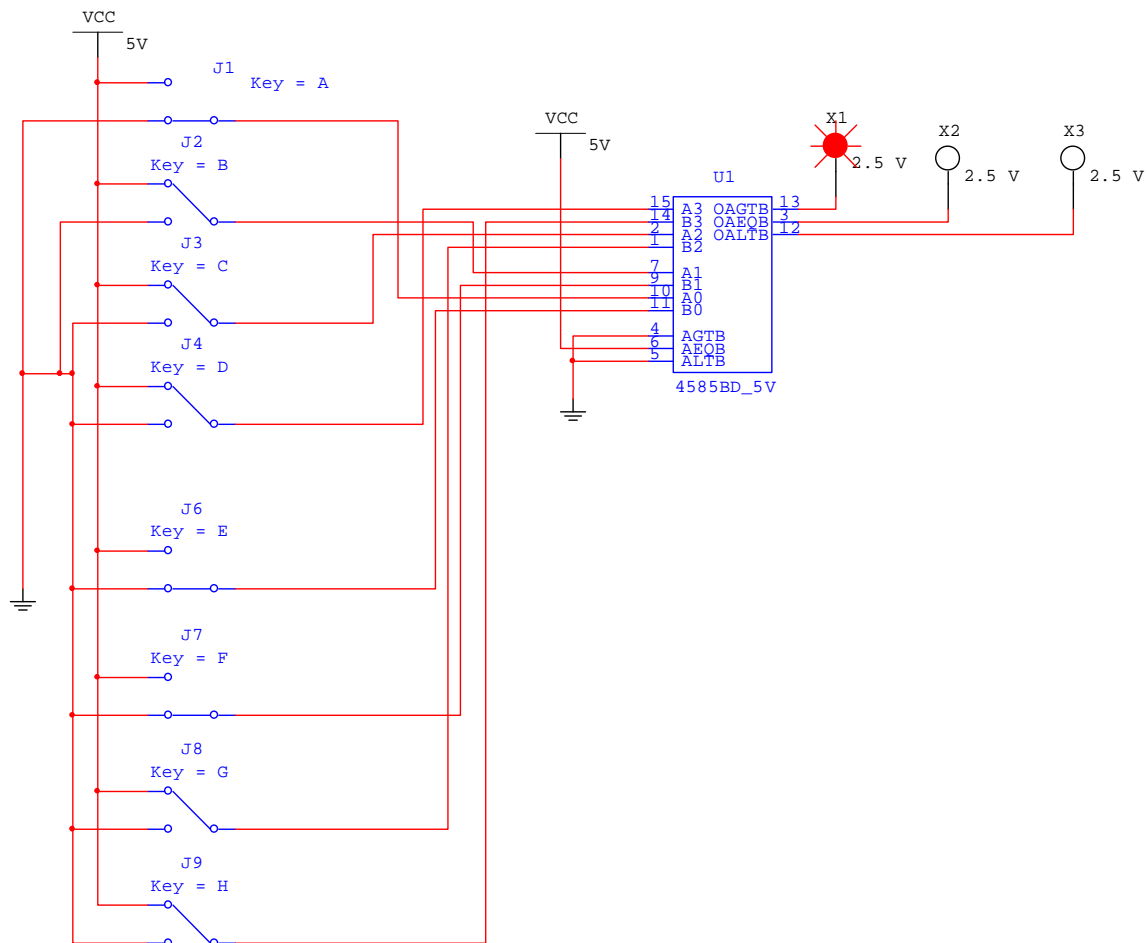 VCC
5V
J1
Key = A
J2
Key = B
J3
Key = C
J4
Key = D
J6
Key = E
J7
Key = F
J8
Key = G
J9
Key = H
VCC
5V
U1
15 A3 OAGTB 13
14 B3 OAEQB 3
2 A2 OALTB 12
1 B2
7 A1
9 B1
10 A0
11 B0
4 AGTB
6 AEQB
5 ALTB
4585BD_5V
X1
2.5 V
X2
2.5 V
X3
2.5 V